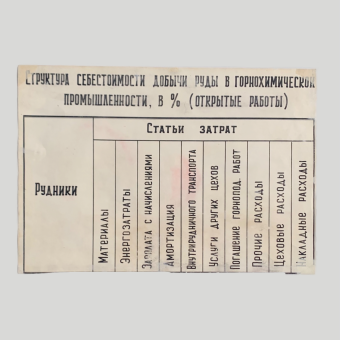 СТРУКТУРА СЕБЕСТОИМОСТИ ДОБЫЧИ РУДЫ В ГОРНОХИМИЧЕСКОЙ
ПРОМЫШЛЕННОСТИ, В % (ОТКРЫТЫЕ РАБОТЫ)
Рудники
Статьи затрат
Материалы
Энергозатраты
Зарплата с начислениями
Амортизация
Внутрирудничного транспорта
Услуги других цехов
Погашение горнопод. работ
Прочие расходы
Цеховые расходы
Накладные расходы